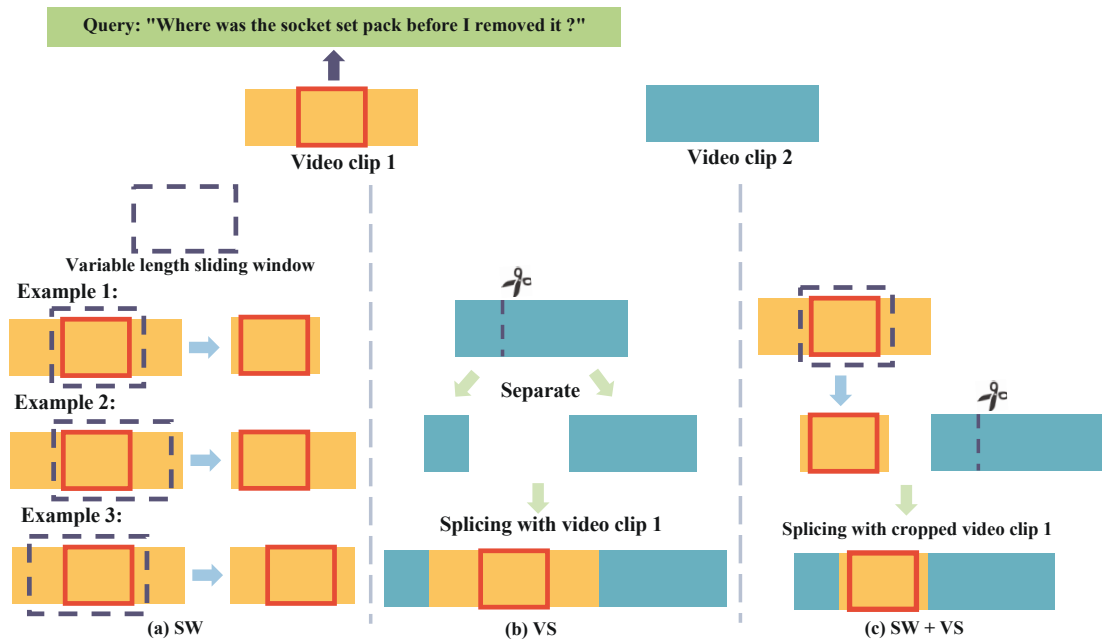 Query: "Where was the socket set pack before I removed it ?"
Video clip 1
Video clip 2
Variable length sliding window
Example 1:
Example 2:
Example 3:
(a) SW
Separate
Splicing with video clip 1
(b) VS
Splicing with cropped video clip 1
(c) SW + VS